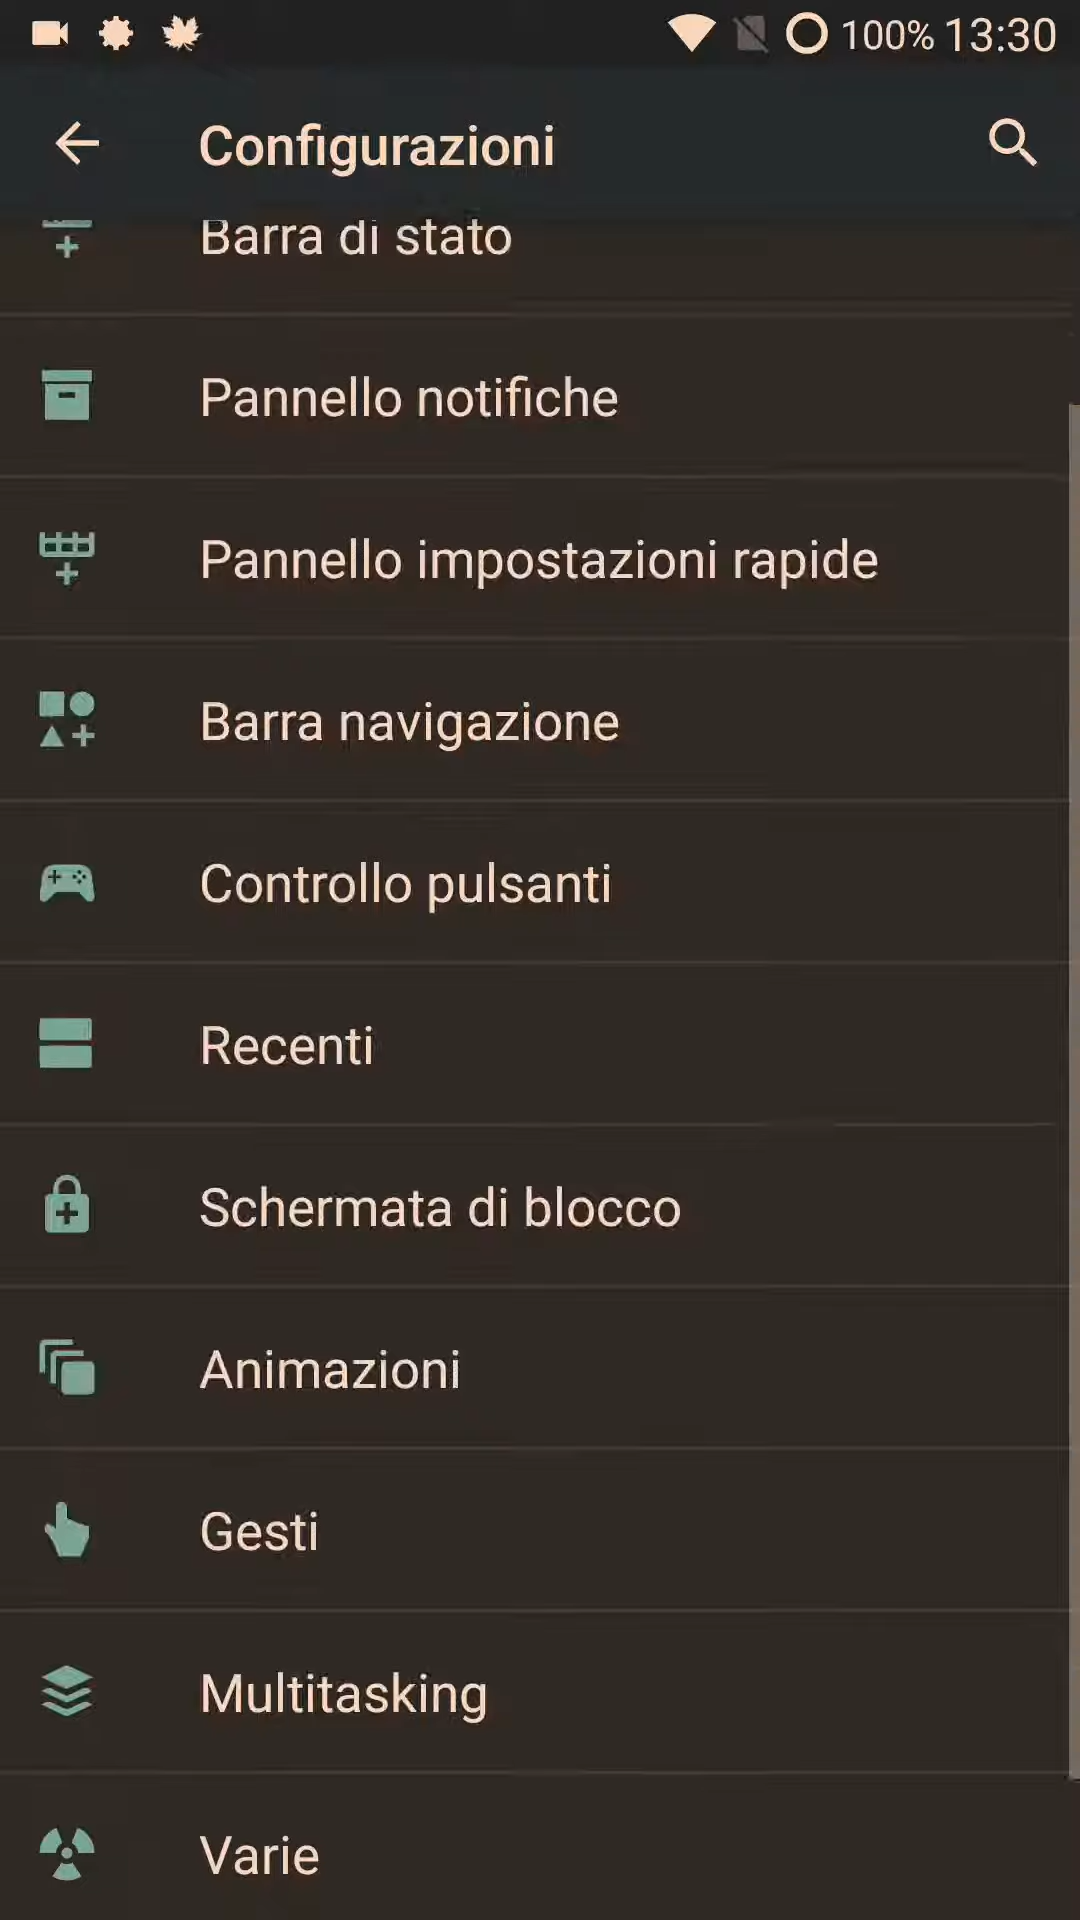 100% 13:30
Configurazioni
Barra di stato
Pannello notifiche
Pannello impostazioni rapide
Barra navigazione
Controllo pulsanti
Recenti
Schermata di blocco
Animazioni
Gesti
Multitasking
Varie